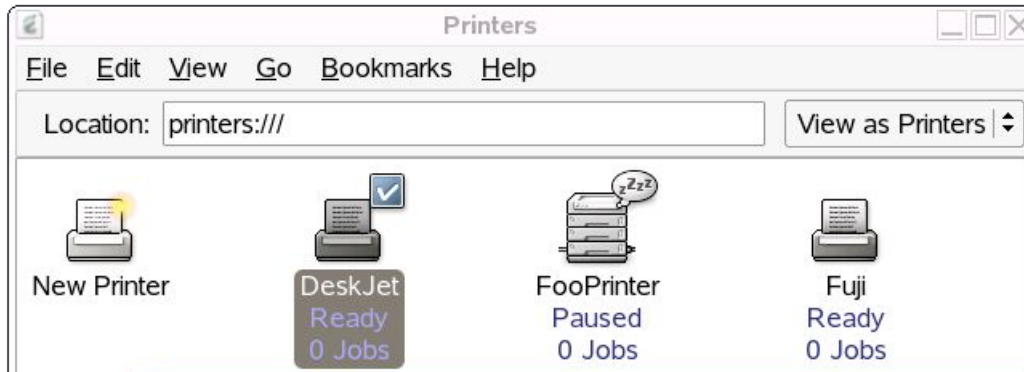 Printers
File Edit View Go Bookmarks Help
Location: printers:/// View as Printers
zZzz
New Printer DeskJet FooPrinter Fuji
Ready Paused Ready
0 Jobs 0 Jobs 0 Jobs